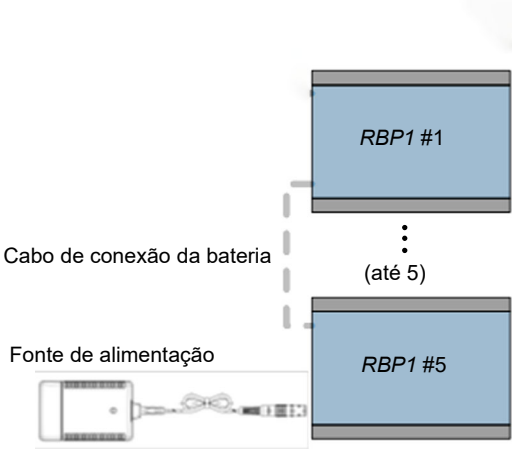 RBP1 #1
Cabo de conexão da bateria
(até 5)
Fonte de alimentação
RBP1 #5